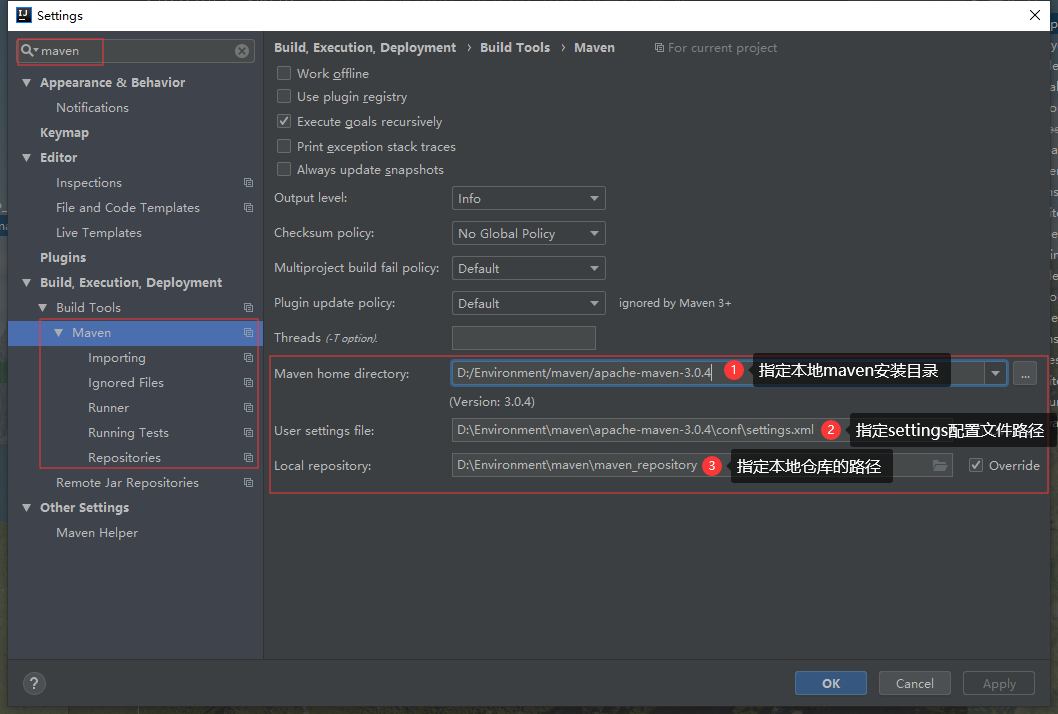 Settings
maven
Appearance & Behavior
Notifications
Keymap
Editor
Inspections
File and Code Templates
Live Templates
Plugins
Build, Execution, Deployment
Build Tools
Maven
Importing
Ignored Files
Runner
Running Tests
Repositories
Remote Jar Repositories
Other Settings
Maven Helper
Build, Execution, Deployment › Build Tools › Maven For current project
Work offline
Use plugin registry
Execute goals recursively
Print exception stack traces
Always update snapshots
Output level: Info
Checksum policy: No Global Policy
Multiproject build fail policy: Default
Plugin update policy: Default ignored by Maven 3+
Threads (-T option).
Maven home directory: D:/Environment/maven/apache-maven-3.0.4 1 指定本地maven安装目录 ...
(Version: 3.0.4)
User settings file: D:\Environment\maven\apache-maven-3.0.4\conf\settings.xml 2 指定settings配置文件路径
Local repository: D:\Environment\maven\maven_repository 3 指定本地仓库的路径 Override
? OK Cancel Apply